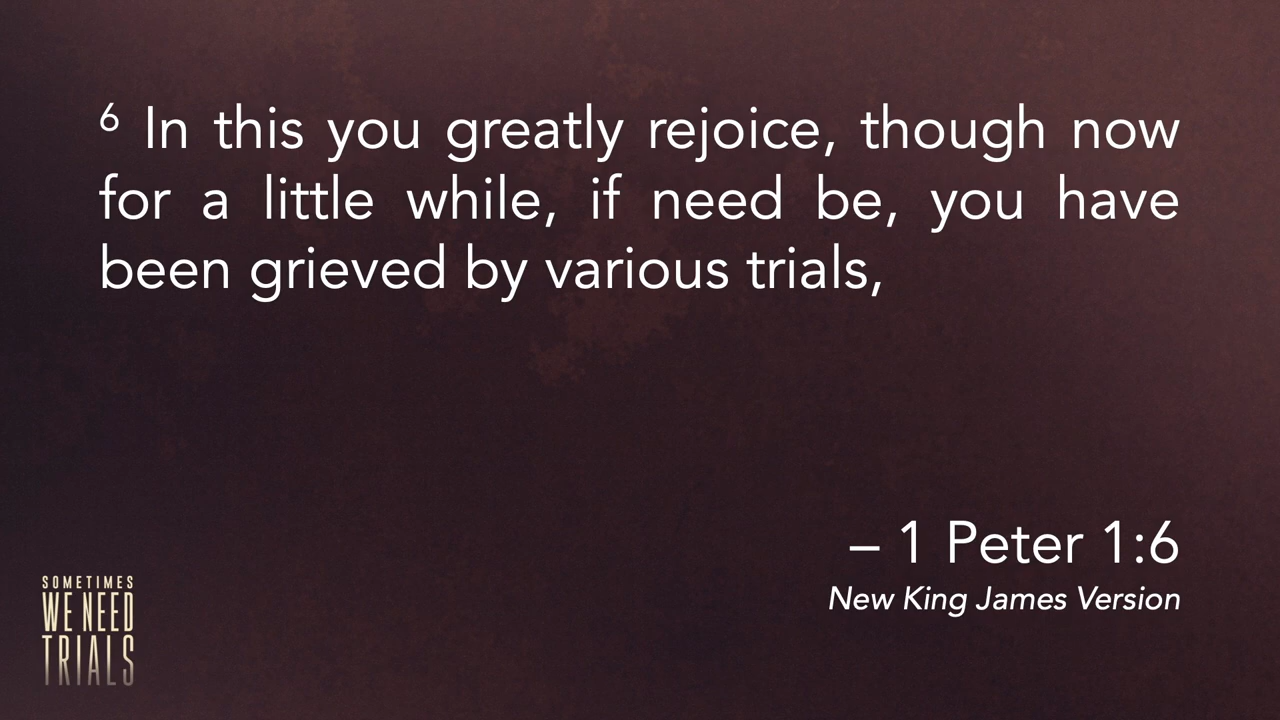 ⁶ In this you greatly rejoice, though now
for a little while, if need be, you have
been grieved by various trials,
– 1 Peter 1:6
New King James Version
SOMETIMES
WE NEED
TRIALS